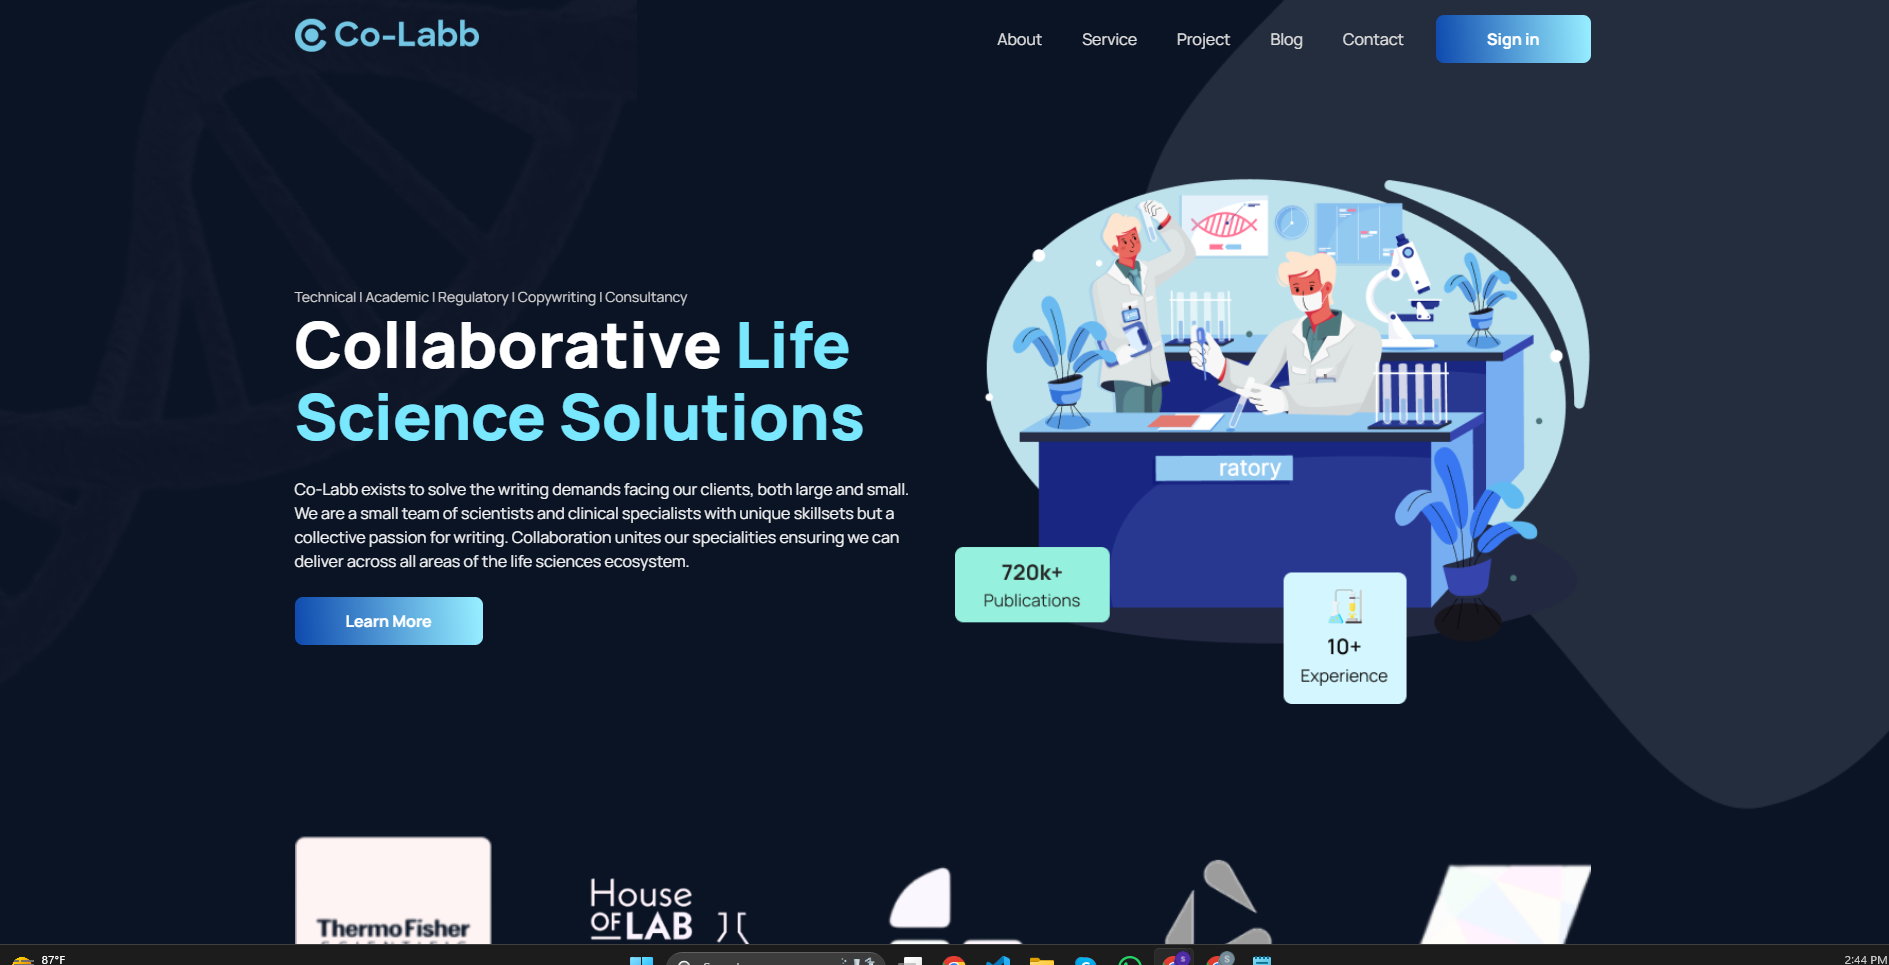 Co-Labb
About Service Project Blog Contact Sign in
Technical | Academic | Regulatory | Copywriting | Consultancy
Collaborative Life
Science Solutions
Co-Labb exists to solve the writing demands facing our clients, both large and small.
We are a small team of scientists and clinical specialists with unique skillsets but a
collective passion for writing. Collaboration unites our specialities ensuring we can
deliver across all areas of the life sciences ecosystem.
Learn More
ratory
720k+
Publications
10+
Experience
ThermoFisher
House
OF LAB
87°F
2:44 PM